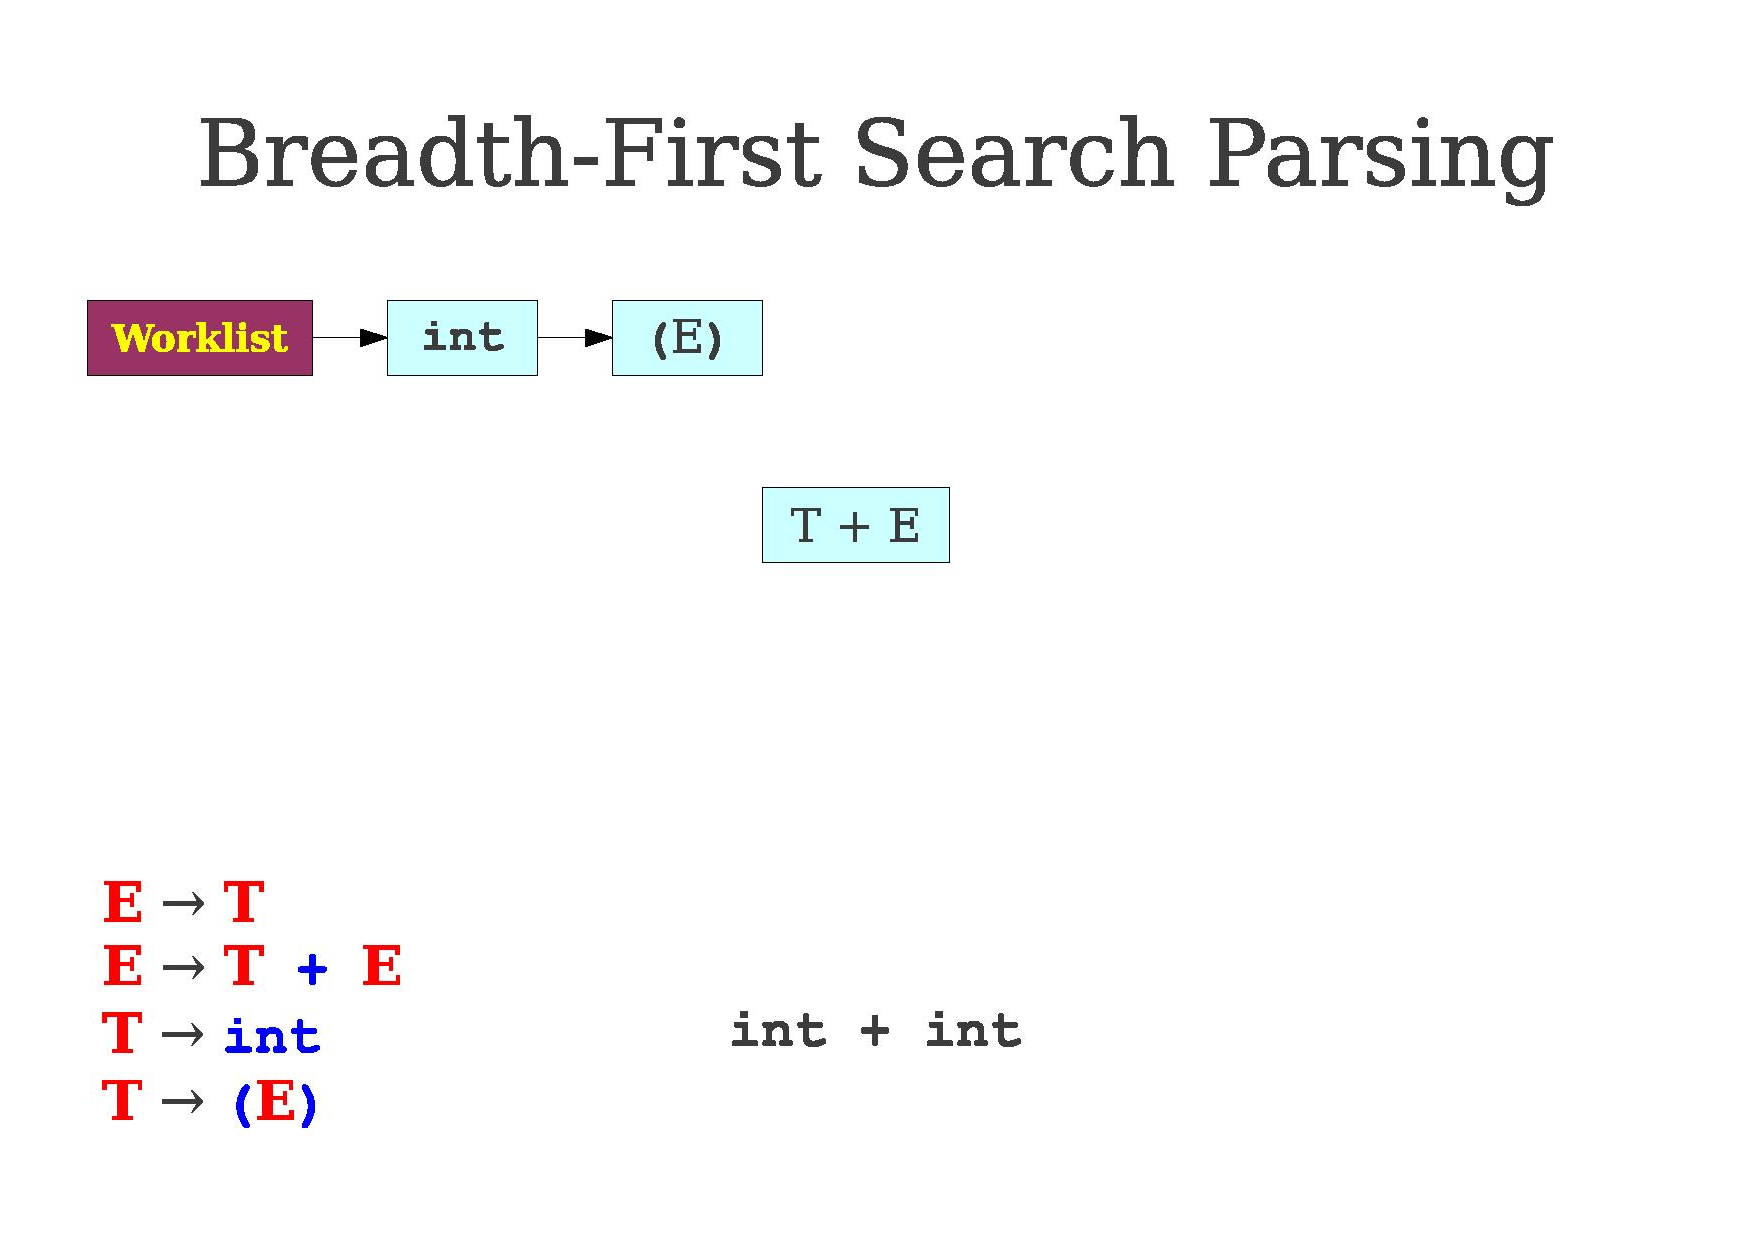 Breadth-First Search Parsing
Worklist int (E)
T + E
E → T
E → T + E
T → int
T → (E)
int + int